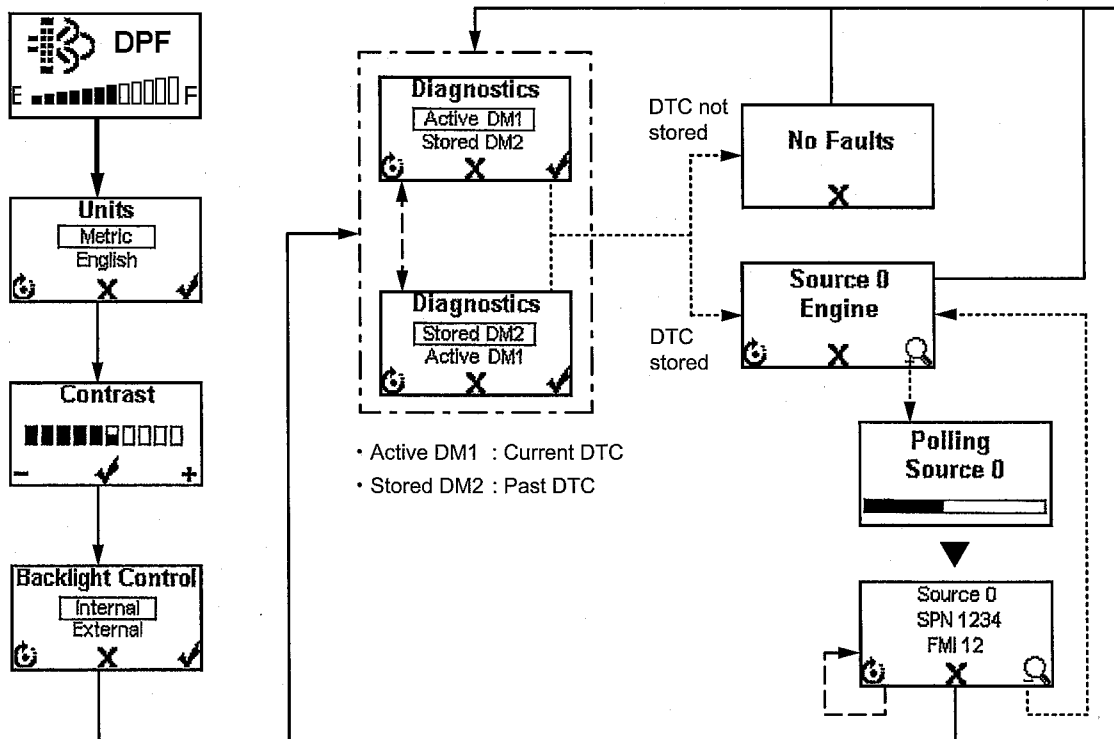 DPF
E F
Units
Metric
English
X
Contrast
- +
Backlight Control
Internal
External
X
Diagnostics
Active DM1
Stored DM2
X
Diagnostics
Stored DM2
Active DM1
X
• Active DM1 : Current DTC
• Stored DM2 : Past DTC
DTC not
stored
No Faults
X
DTC
stored
Source 0
Engine
X
Polling
Source 0
Source 0
SPN 1234
FMI 12
X